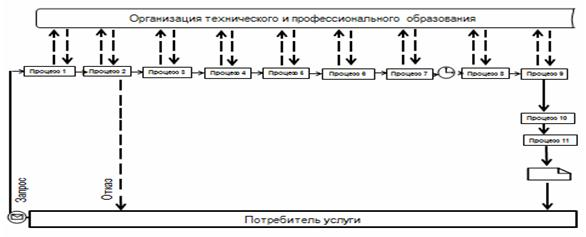 Организация технического и профессионального образования
Процесс 1
Процесс 2
Процесс 3
Процесс 4
Процесс 5
Процесс 6
Процесс 7
Процесс 8
Процесс 9
Процесс 10
Процесс 11
Запрос
Отказ
Потребитель услуги